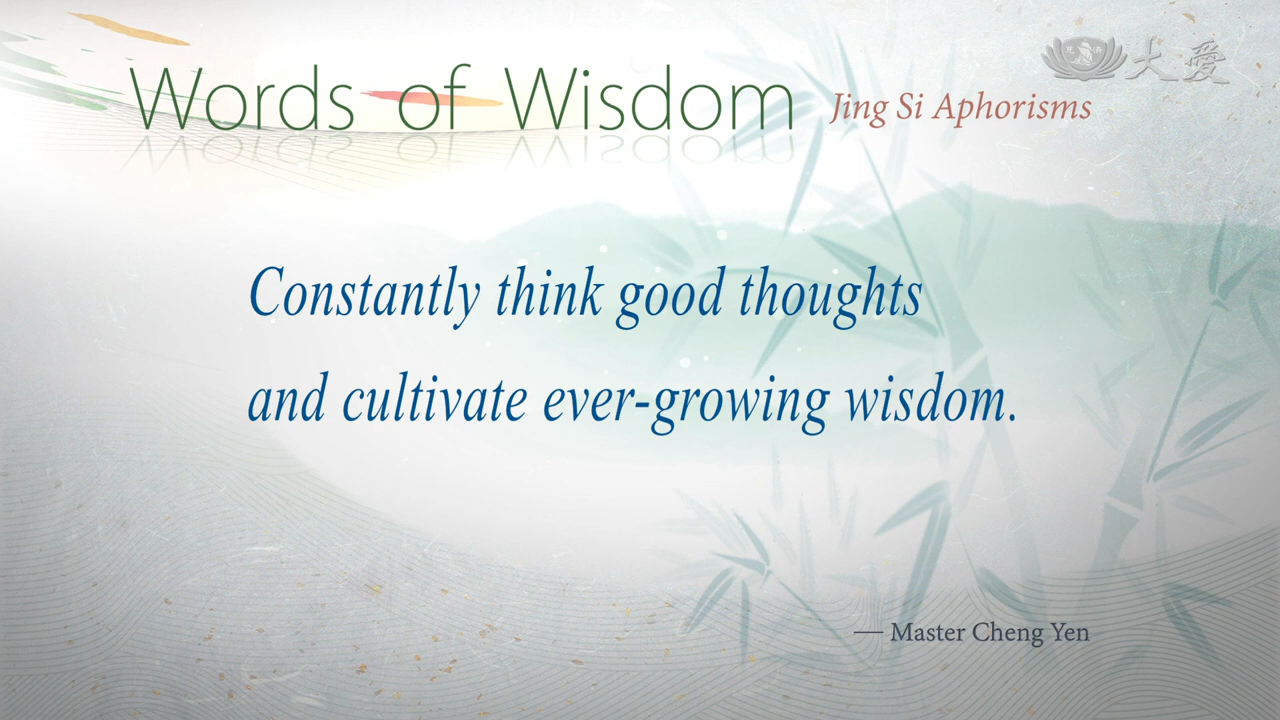 大愛
Words of Wisdom
Jing Si Aphorisms
Constantly think good thoughts
and cultivate ever-growing wisdom.
— Master Cheng Yen